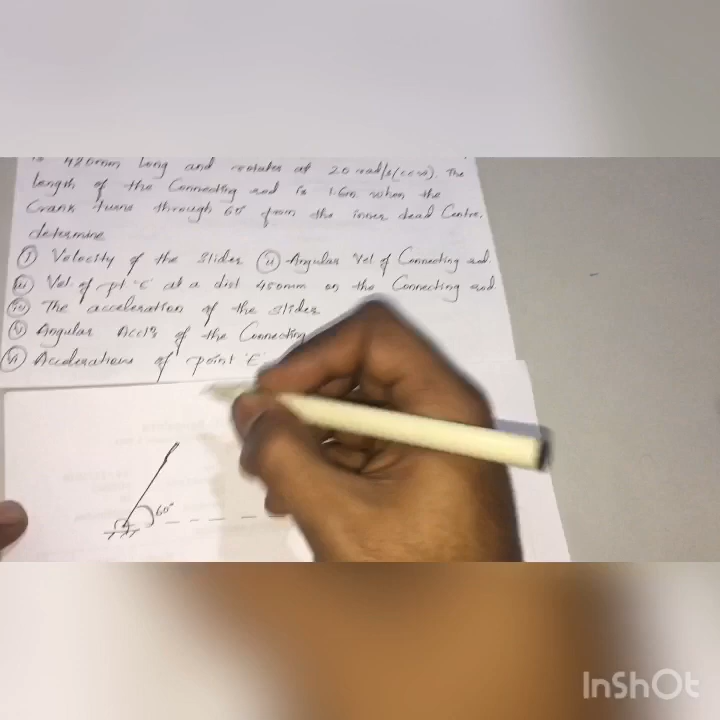 is 480mm long and rotates at 20 rad/s (ccw). The
length of the Connecting rod is 1.6m when the
Crank turns through 60° from the inner dead Centre.
determine
(i) Velocity of the Slider (ii) Angular Vel of Connecting rod
(iii) Vel. of pt 'E' at a dist 450mm on the Connecting rod
(iv) The acceleration of the Slider
(v) Angular Accln of the Connecting
(vi) Accelerations of point 'E'
60°
InShOt